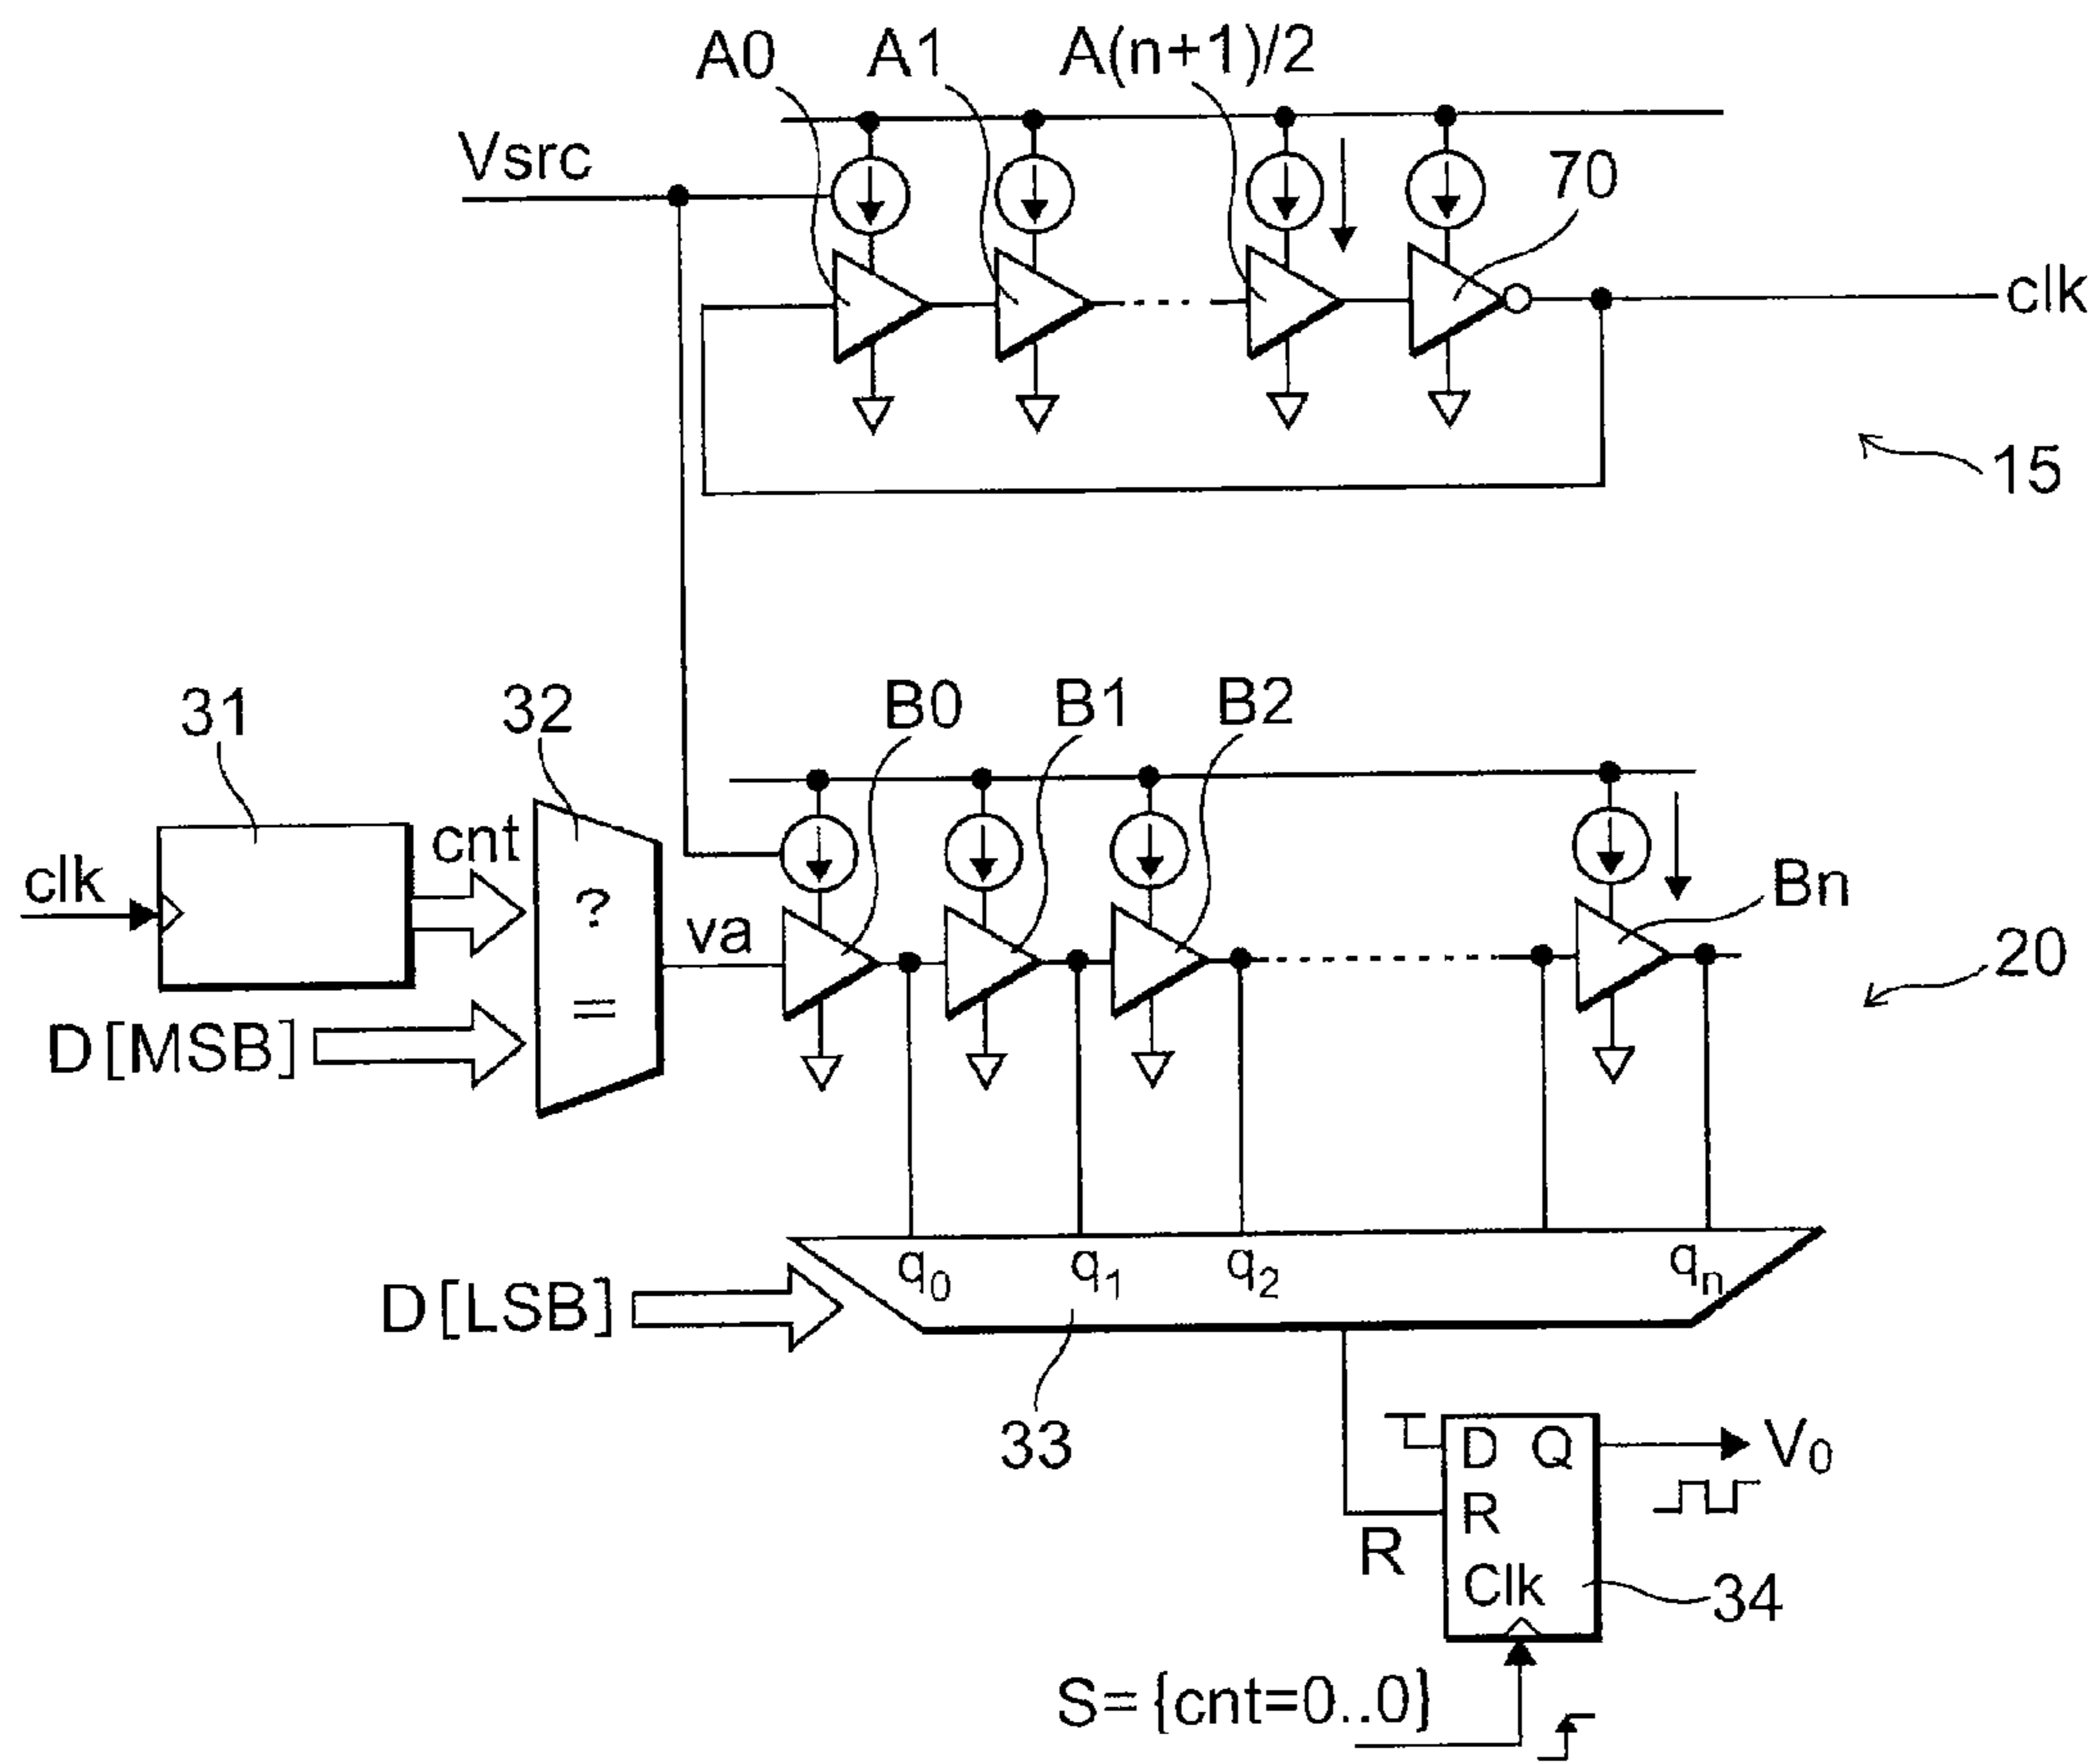 A0 A1 A(n+1)/2
Vsrc
70
clk
15
31
32
B0 B1 B2
cnt
clk
?
=
va
Bn
20
D[MSB]
q0 q1 q2 qn
D[LSB]
33
D Q
V0
R
R
Clk
34
S={cnt=0..0}